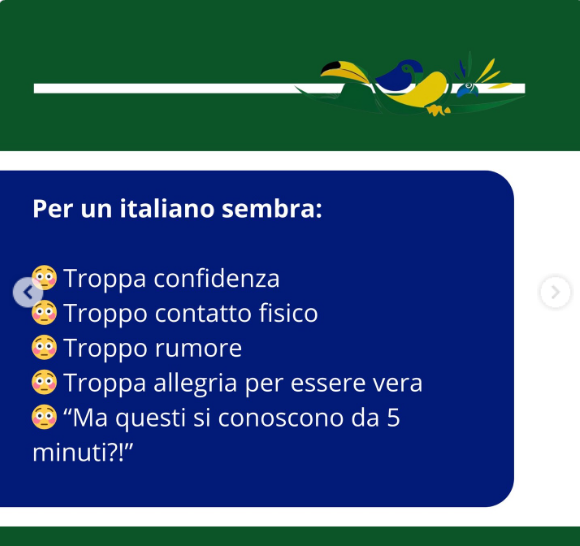 Per un italiano sembra:
😳 Troppa confidenza
😳 Troppo contatto fisico
😳 Troppo rumore
😳 Troppa allegria per essere vera
😳 “Ma questi si conoscono da 5
minuti?!”